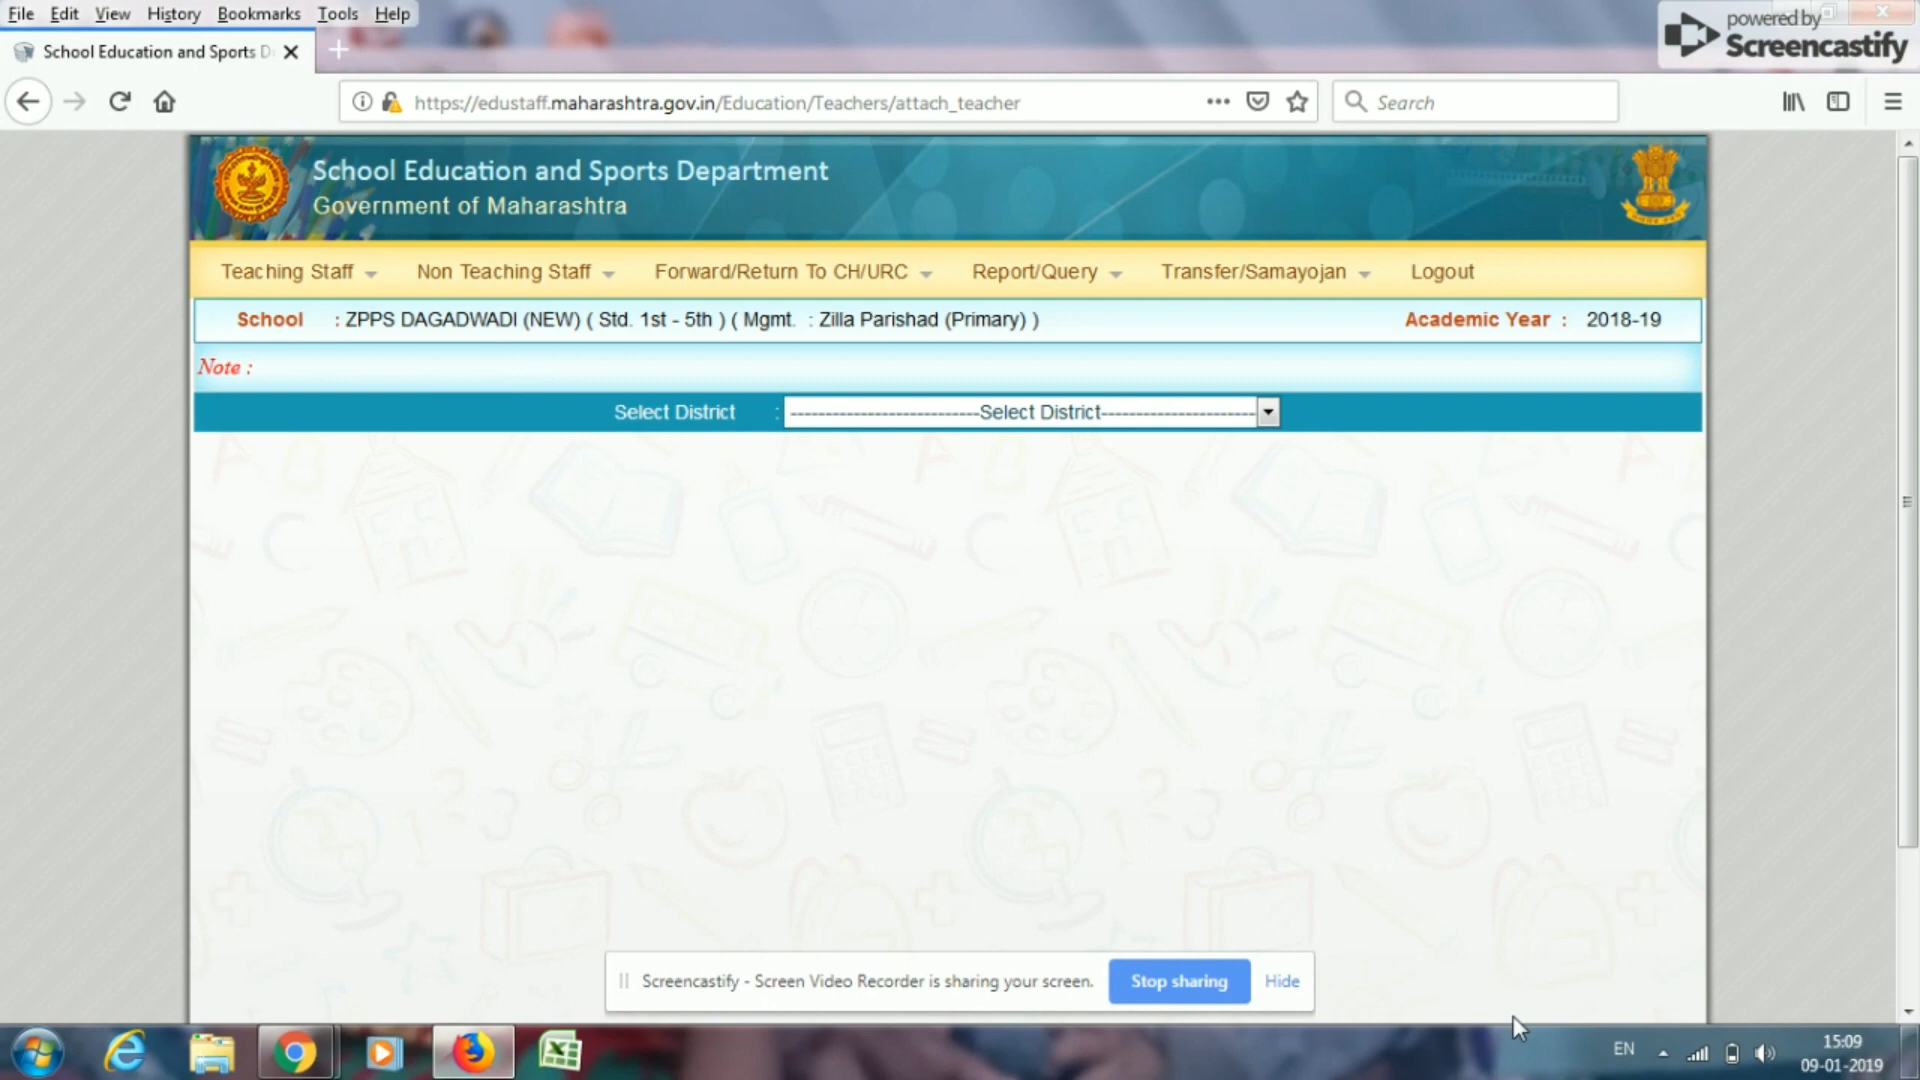 File Edit View History Bookmarks Tools Help
powered by
Screencastify
School Education and Sports D
https://edustaff.maharashtra.gov.in/Education/Teachers/attach_teacher
Search
School Education and Sports Department
Government of Maharashtra
Teaching Staff Non Teaching Staff Forward/Return To CH/URC Report/Query Transfer/Samayojan Logout
School : ZPPS DAGADWADI (NEW) ( Std. 1st - 5th ) ( Mgmt. : Zilla Parishad (Primary) ) Academic Year : 2018-19
Note :
Select District : ---------------------------Select District----------------------
Screencastify - Screen Video Recorder is sharing your screen. Stop sharing Hide
EN
15:09
09-01-2019